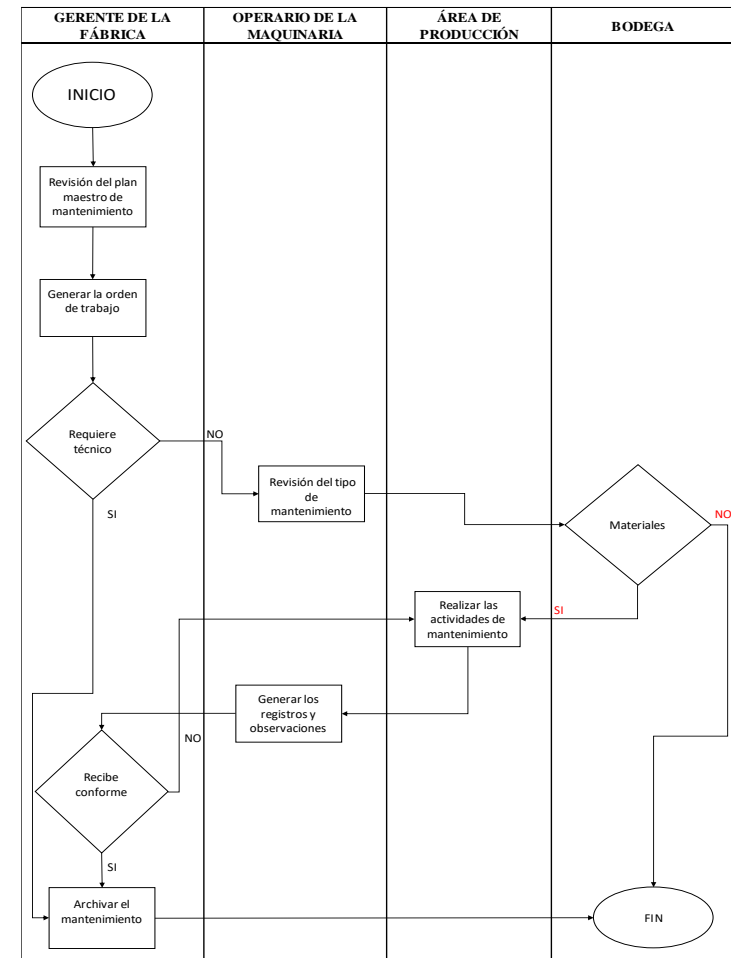 GERENTE DE LA
FÁBRICA
OPERARIO DE LA
MAQUINARIA
ÁREA DE
PRODUCCIÓN
BODEGA
INICIO
Revisión del plan
maestro de
mantenimiento
Generar la orden
de trabajo
Requiere
técnico
NO
SI
Revisión del tipo
de
mantenimiento
Materiales
NO
SI
Realizar las
actividades de
mantenimiento
Generar los
registros y
observaciones
NO
Recibe
conforme
SI
Archivar el
mantenimiento
FIN